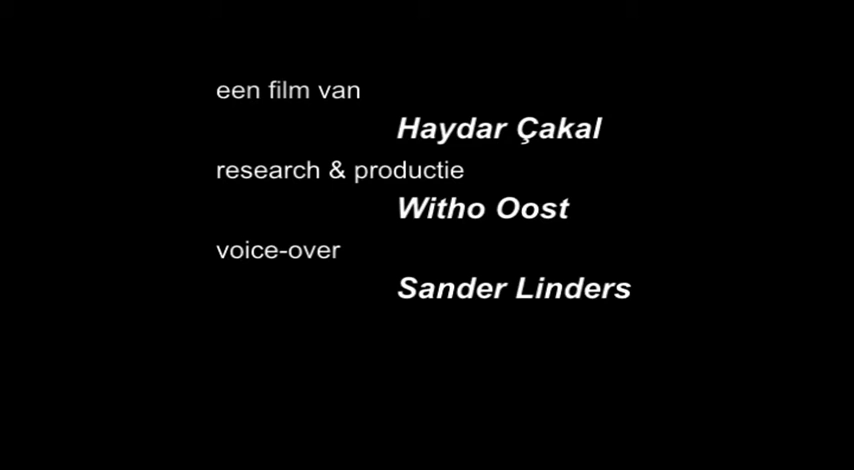 een film van
Haydar Çakal
research & productie
Witho Oost
voice-over
Sander Linders